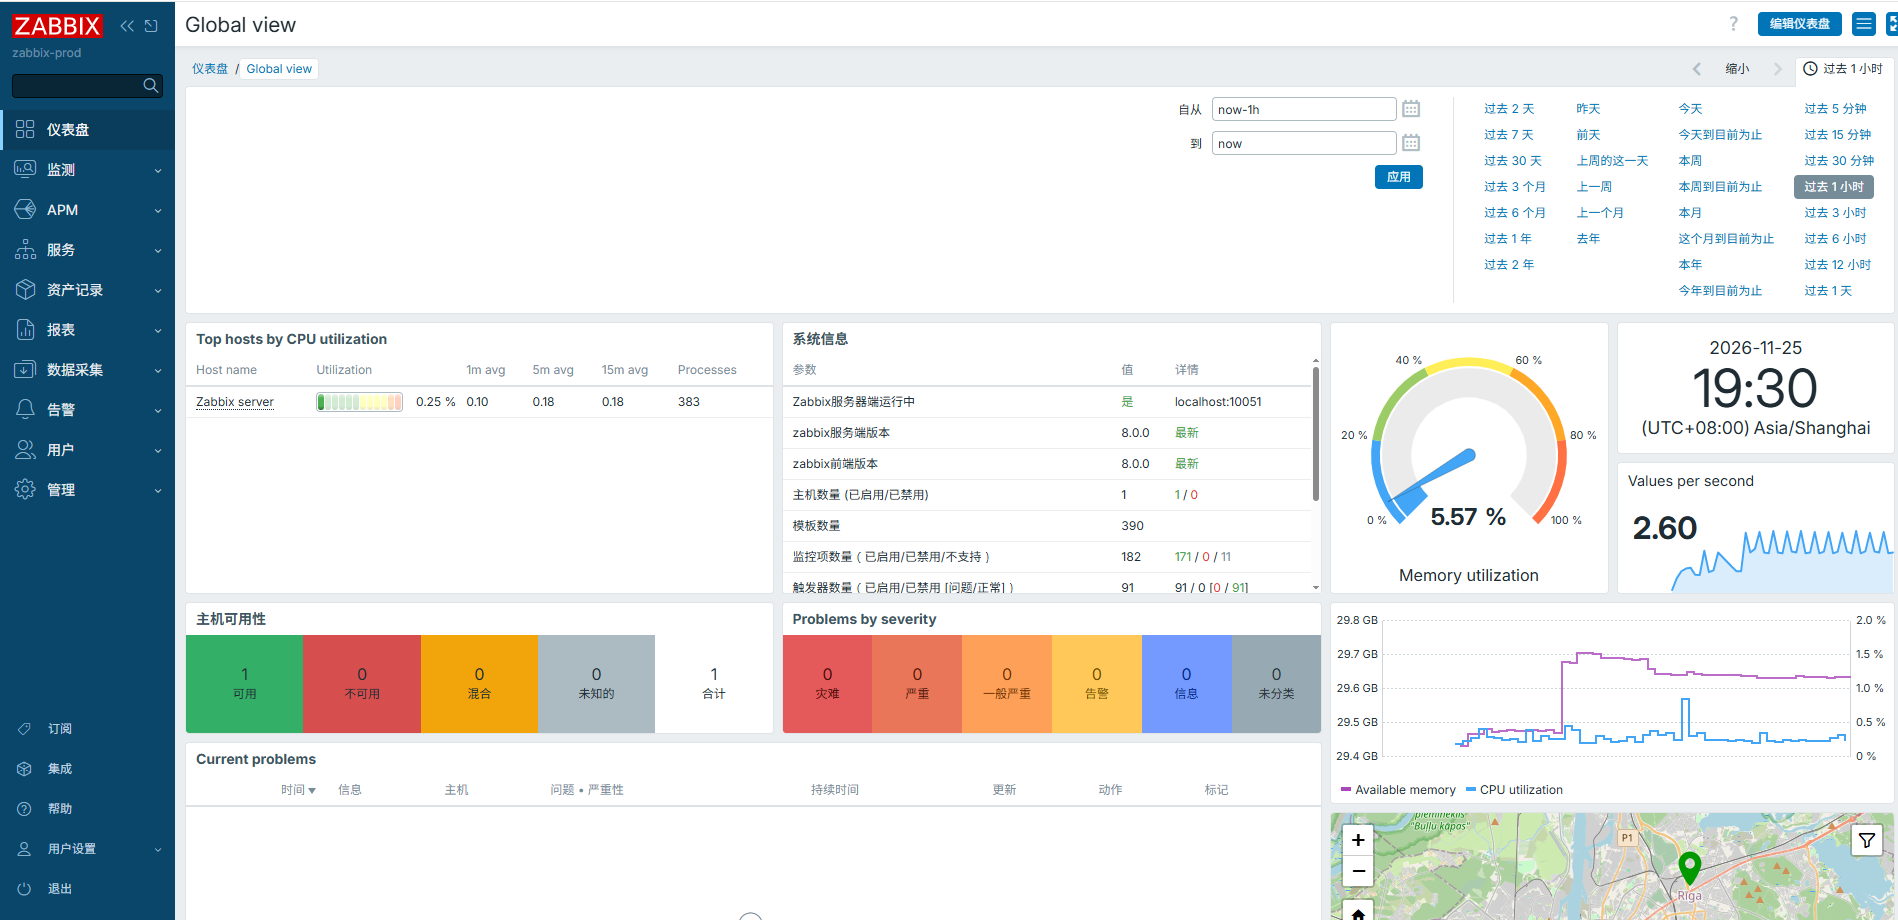 ZABBIX
zabbix-prod
仪表盘
监测
APM
服务
资产记录
报表
数据采集
告警
用户
管理
订阅
集成
帮助
用户设置
退出
Global view
? 编辑仪表盘
仪表盘 / Global view
缩小 过去 1 小时
自从 now-1h
到 now
应用
过去 2 天 昨天 今天 过去 5 分钟
过去 7 天 前天 今天到目前为止 过去 15 分钟
过去 30 天 上周的这一天 本周 过去 30 分钟
过去 3 个月 上一周 本周到目前为止 过去 1 小时
过去 6 个月 上一个月 本月 过去 3 小时
过去 1 年 去年 这个月到目前为止 过去 6 小时
过去 2 年 本年 过去 12 小时
今年到目前为止 过去 1 天
Top hosts by CPU utilization
Host name Utilization 1m avg 5m avg 15m avg Processes
Zabbix server 0.25 % 0.10 0.18 0.18 383
系统信息
参数 值 详情
Zabbix服务器端运行中 是 localhost:10051
zabbix服务端版本 8.0.0 最新
zabbix前端版本 8.0.0 最新
主机数量 (已启用/已禁用) 1 1 / 0
模板数量 390
监控项数量 ( 已启用/已禁用/不支持 ) 182 171 / 0 / 11
触发器数量 ( 已启用/已禁用 [问题/正常] ) 91 91 / 0 [0 / 91]
40 % 60 %
20 % 80 %
0 % 100 %
5.57 %
Memory utilization
2026-11-25
19:30
(UTC+08:00) Asia/Shanghai
Values per second
2.60
主机可用性
1 0 0 0 1
可用 不可用 混合 未知的 合计
Problems by severity
0 0 0 0 0 0
灾难 严重 一般严重 告警 信息 未分类
29.8 GB 2.0 %
29.7 GB 1.5 %
29.6 GB 1.0 %
29.5 GB 0.5 %
29.4 GB 0 %
Available memory CPU utilization
Current problems
时间 信息 主机 问题 • 严重性 持续时间 更新 动作 标记
piemineklis
"Buļļu kāpas"
+
−
P1
Rīga